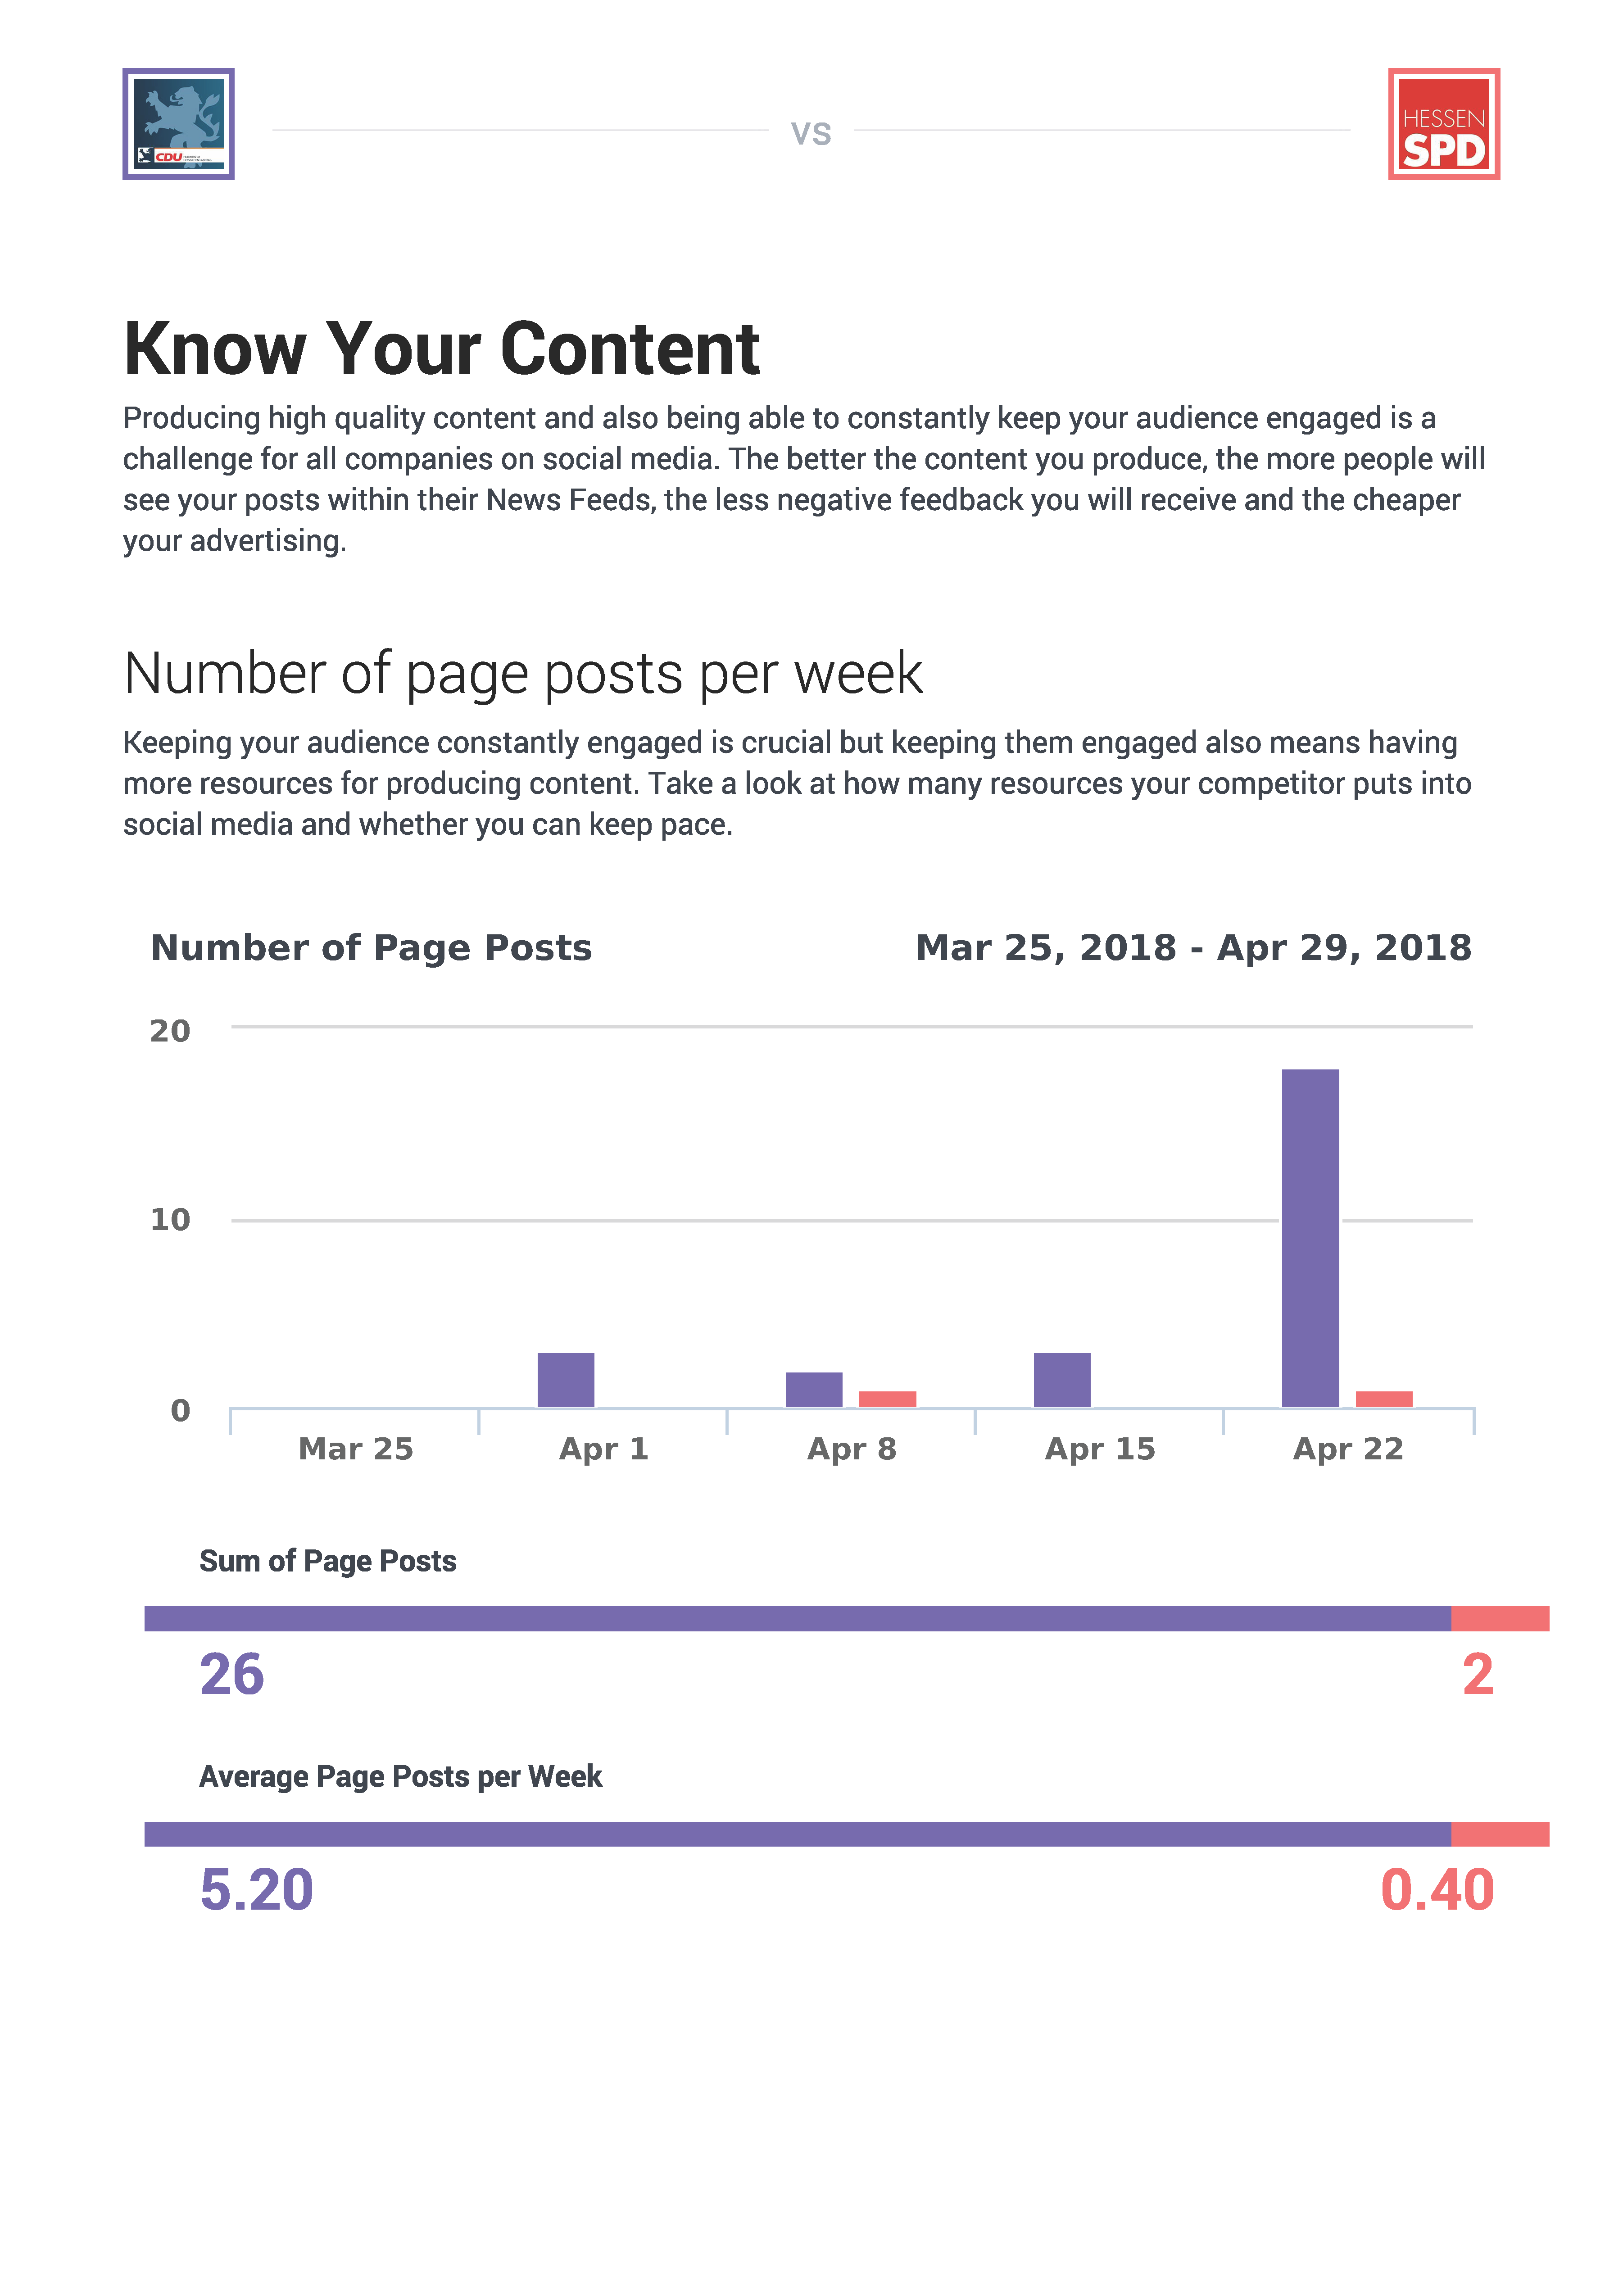 CDU
VS
HESSEN
SPD
Know Your Content
Producing high quality content and also being able to constantly keep your audience engaged is a
challenge for all companies on social media. The better the content you produce, the more people will
see your posts within their News Feeds, the less negative feedback you will receive and the cheaper
your advertising.
Number of page posts per week
Keeping your audience constantly engaged is crucial but keeping them engaged also means having
more resources for producing content. Take a look at how many resources your competitor puts into
social media and whether you can keep pace.
Number of Page Posts Mar 25, 2018 - Apr 29, 2018
20
10
0
Mar 25 Apr 1 Apr 8 Apr 15 Apr 22
Sum of Page Posts
26 2
Average Page Posts per Week
5.20 0.40